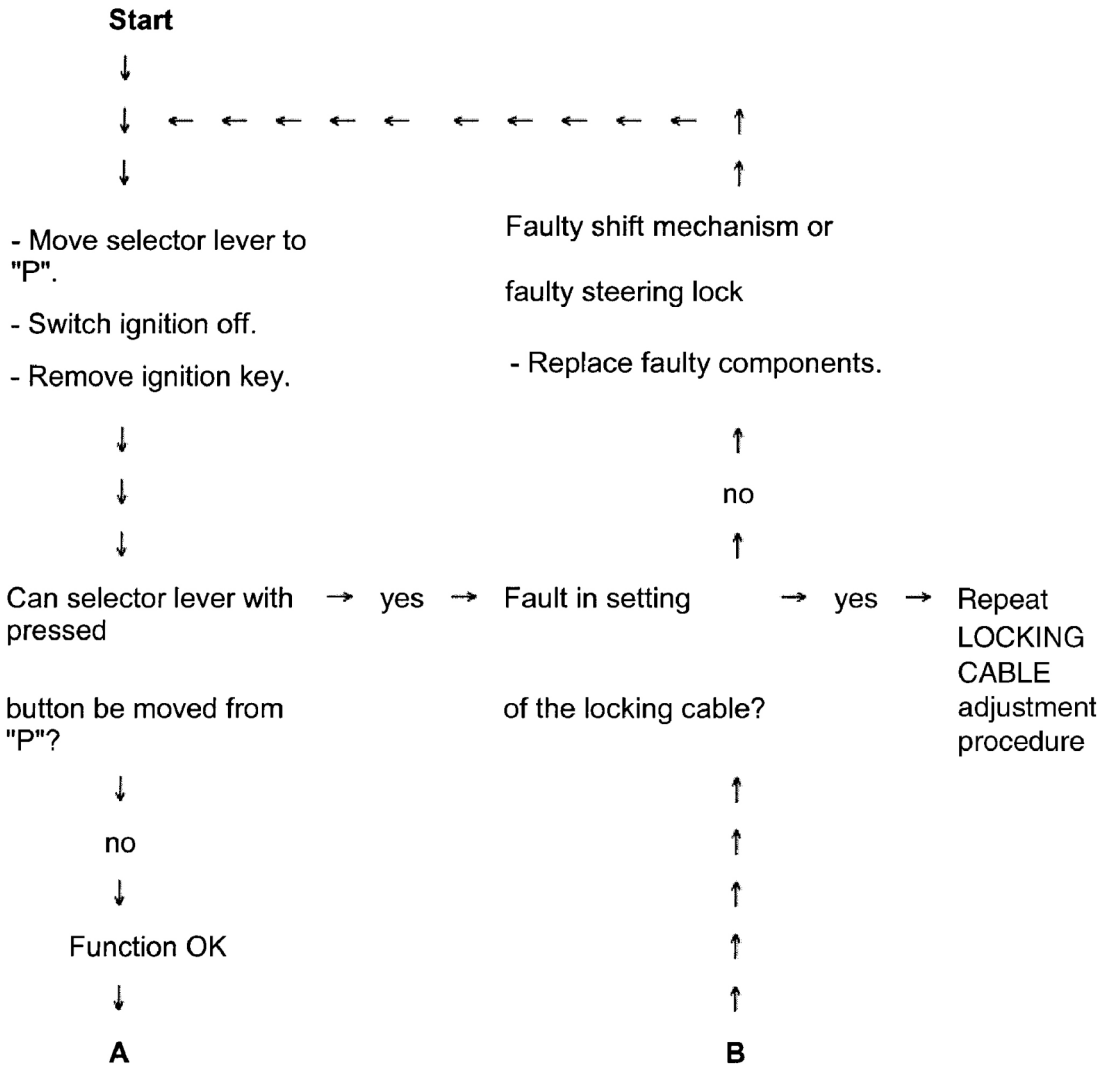 Start
↓
↓ ← ← ← ← ← ← ← ← ← ← ↑
↓ ↑
- Move selector lever to
"P".
- Switch ignition off.
- Remove ignition key.
Faulty shift mechanism or
faulty steering lock
- Replace faulty components.
↓ ↑
↓ no
↓ ↑
Can selector lever with
pressed
button be moved from
"P"?
→ yes →
Fault in setting
of the locking cable?
→ yes →
Repeat
LOCKING
CABLE
adjustment
procedure
↓ ↑
no ↑
↓ ↑
Function OK ↑
↓ ↑
A B